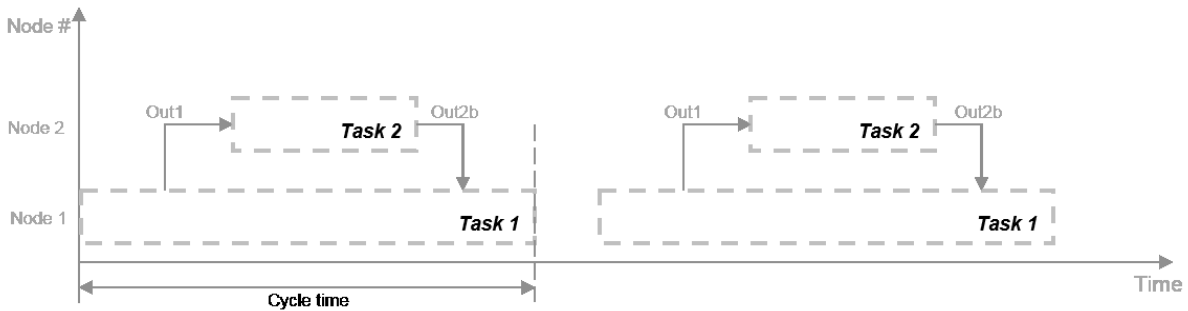 Node #
Out1
Out2b
Out1
Out2b
Node 2
Task 2
Task 2
Node 1
Task 1
Task 1
Time
Cycle time